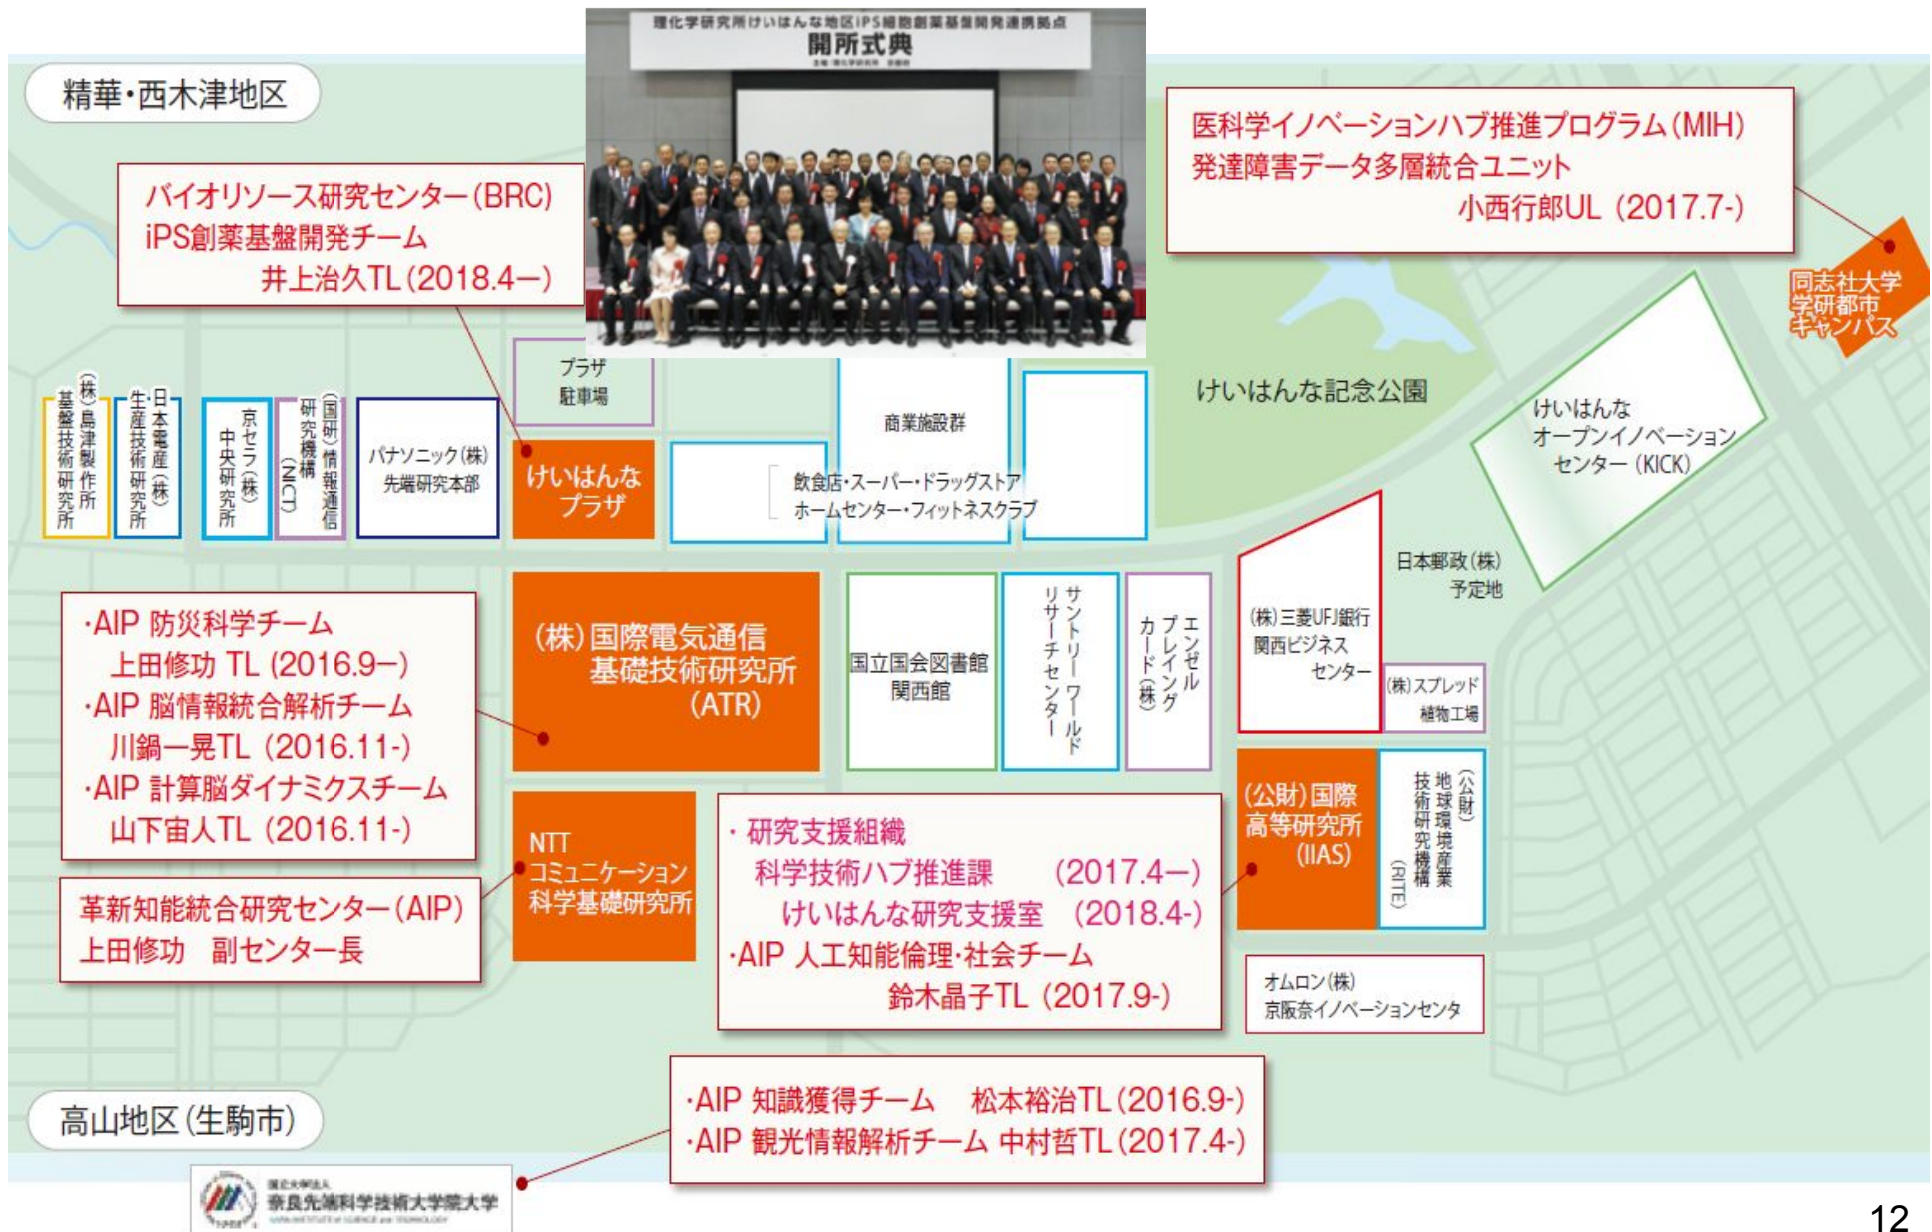 理化学研究所けいはんな地区iPS細胞創薬基盤開発連携拠点
開所式典
主催:理化学研究所 京都府
精華・西木津地区
バイオリソース研究センター(BRC)
iPS創薬基盤開発チーム
井上治久TL(2018.4ー)
医科学イノベーションハブ推進プログラム(MIH)
発達障害データ多層統合ユニット
小西行郎UL (2017.7-)
同志社大学
学研都市
キャンパス
(株)島津製作所
基盤技術研究所
日本電産(株)
生産技術研究所
京セラ(株)
中央研究所
(国研)情報通信
研究機構
(NICT)
パナソニック(株)
先端研究本部
プラザ
駐車場
けいはんな
プラザ
商業施設群
飲食店・スーパー・ドラッグストア
ホームセンター・フィットネスクラブ
けいはんな記念公園
けいはんな
オープンイノベーション
センター(KICK)
・AIP 防災科学チーム
上田修功 TL (2016.9ー)
・AIP 脳情報統合解析チーム
川鍋一晃TL (2016.11-)
・AIP 計算脳ダイナミクスチーム
山下宙人TL (2016.11-)
(株)国際電気通信
基礎技術研究所
(ATR)
国立国会図書館
関西館
サントリー ワールド
リサーチセンター
エンゼル
プレイング
カード(株)
(株)三菱UFJ銀行
関西ビジネス
センター
日本郵政(株)
予定地
(株)スプレッド
植物工場
革新知能統合研究センター(AIP)
上田修功 副センター長
NTT
コミュニケーション
科学基礎研究所
・研究支援組織
科学技術ハブ推進課 (2017.4ー)
けいはんな研究支援室 (2018.4-)
・AIP 人工知能倫理・社会チーム
鈴木晶子TL (2017.9-)
(公財)国際
高等研究所
(IIAS)
(公財)
地球環境産業
技術研究機構
(RITE)
オムロン(株)
京阪奈イノベーションセンタ
高山地区(生駒市)
・AIP 知識獲得チーム 松本裕治TL(2016.9-)
・AIP 観光情報解析チーム 中村哲TL(2017.4-)
国立大学法人
奈良先端科学技術大学院大学
NARA INSTITUTE of SCIENCE and TECHNOLOGY
12